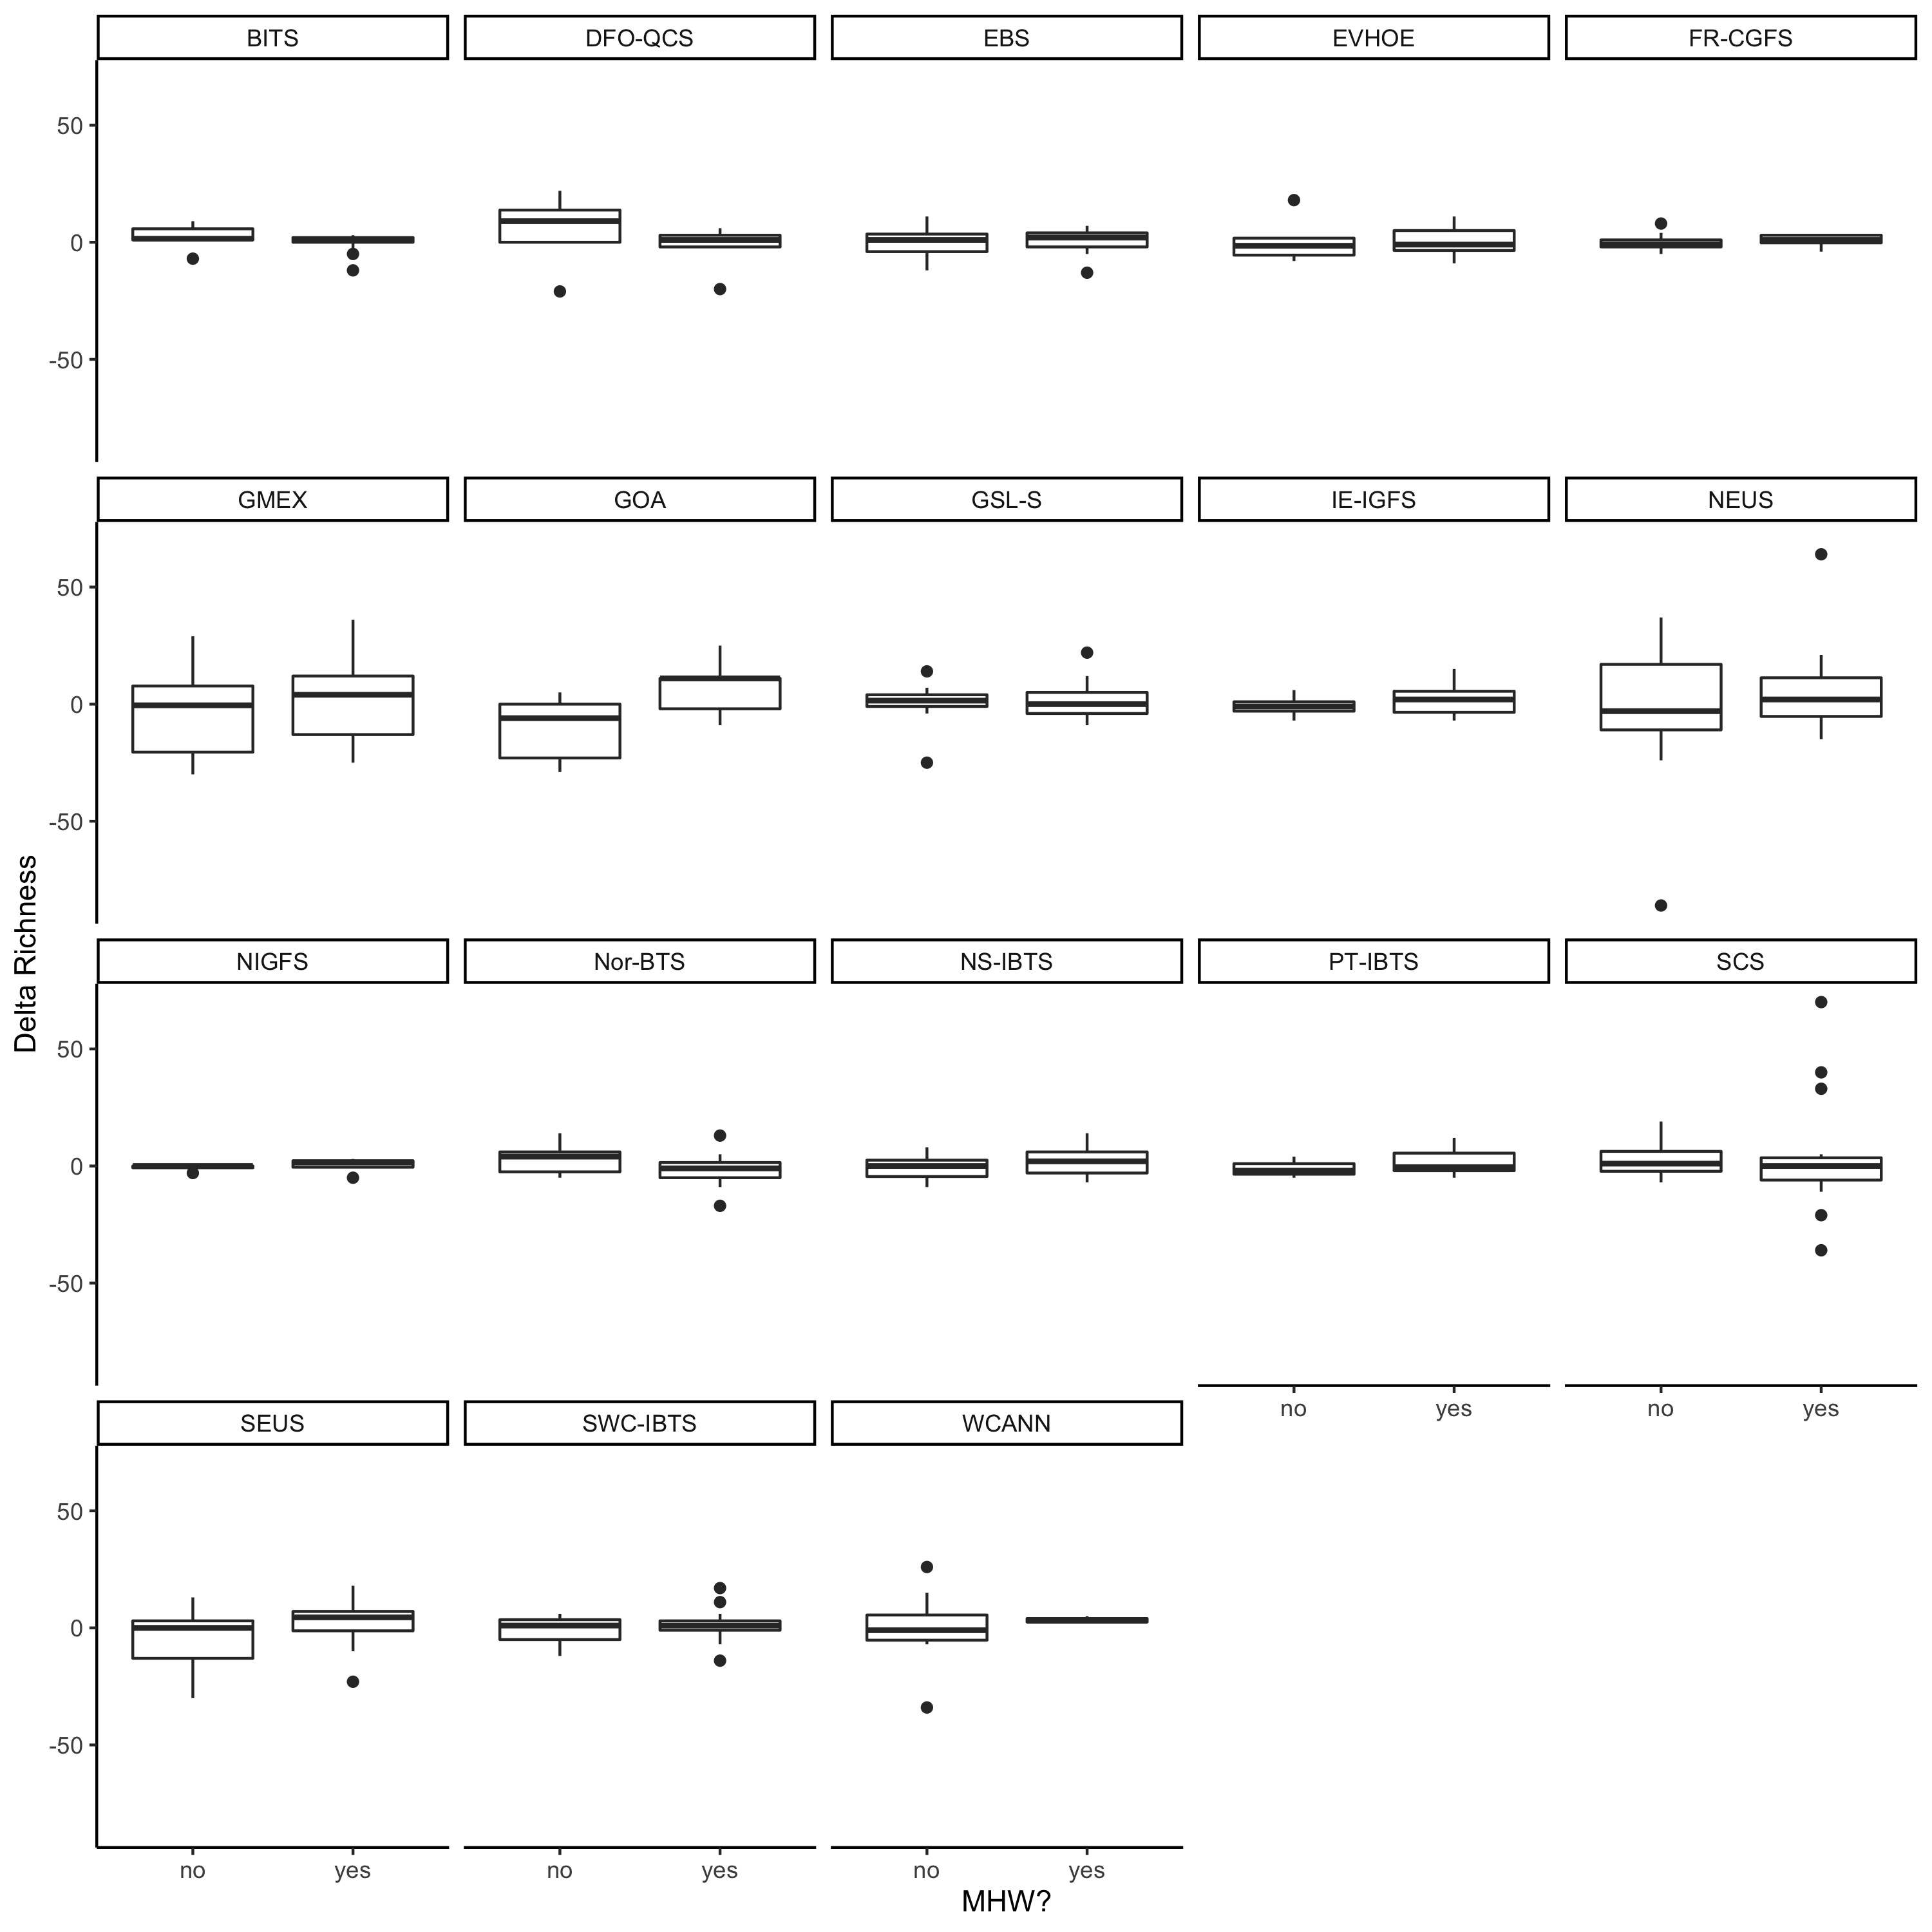 BITS DFO-QCS EBS EVHOE FR-CGFS
50
0
-50
GMEX GOA GSL-S IE-IGFS NEUS
50
0
-50
Delta Richness
NIGFS Nor-BTS NS-IBTS PT-IBTS SCS
50
0
-50
no yes no yes
SEUS SWC-IBTS WCANN
50
0
-50
no yes no yes no yes
MHW?